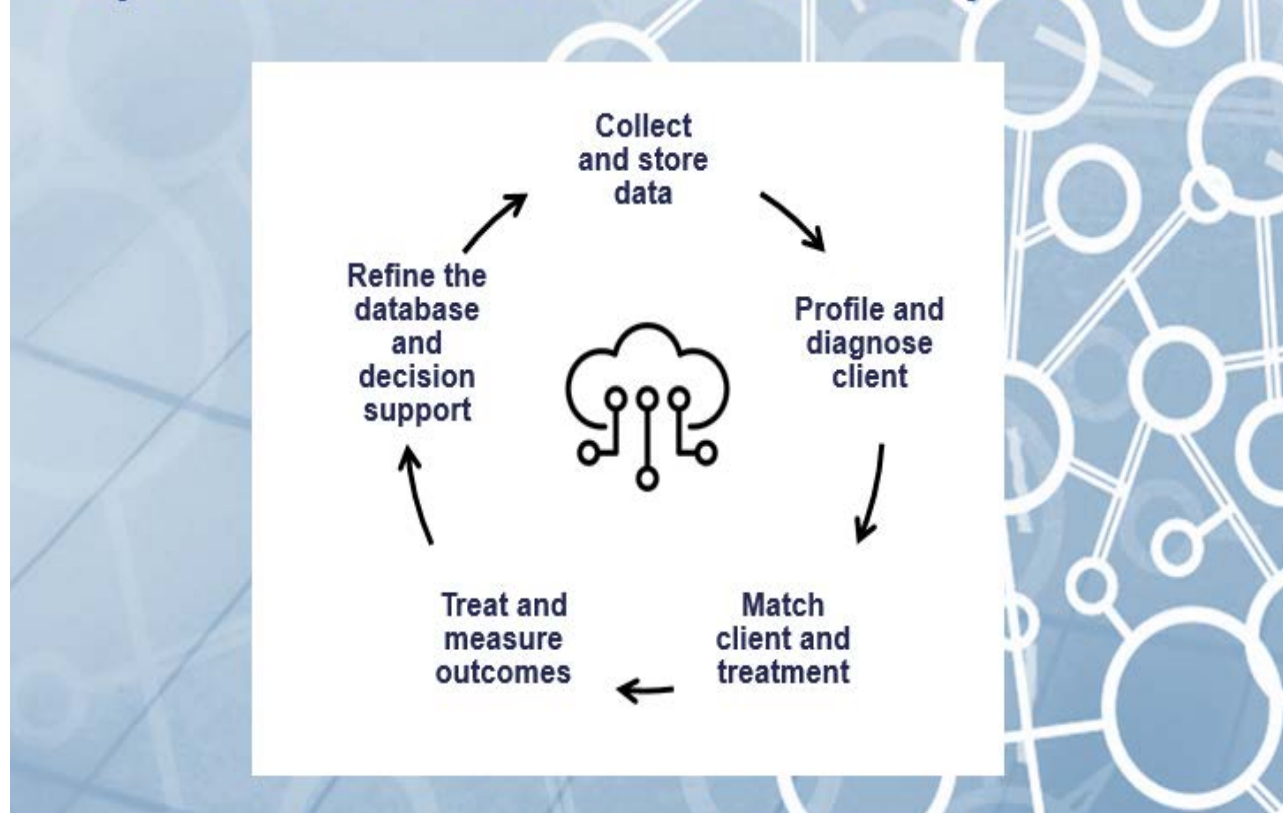 Collect
and store
data
Profile and
diagnose
client
Match
client and
treatment
Treat and
measure
outcomes
Refine the
database
and
decision
support